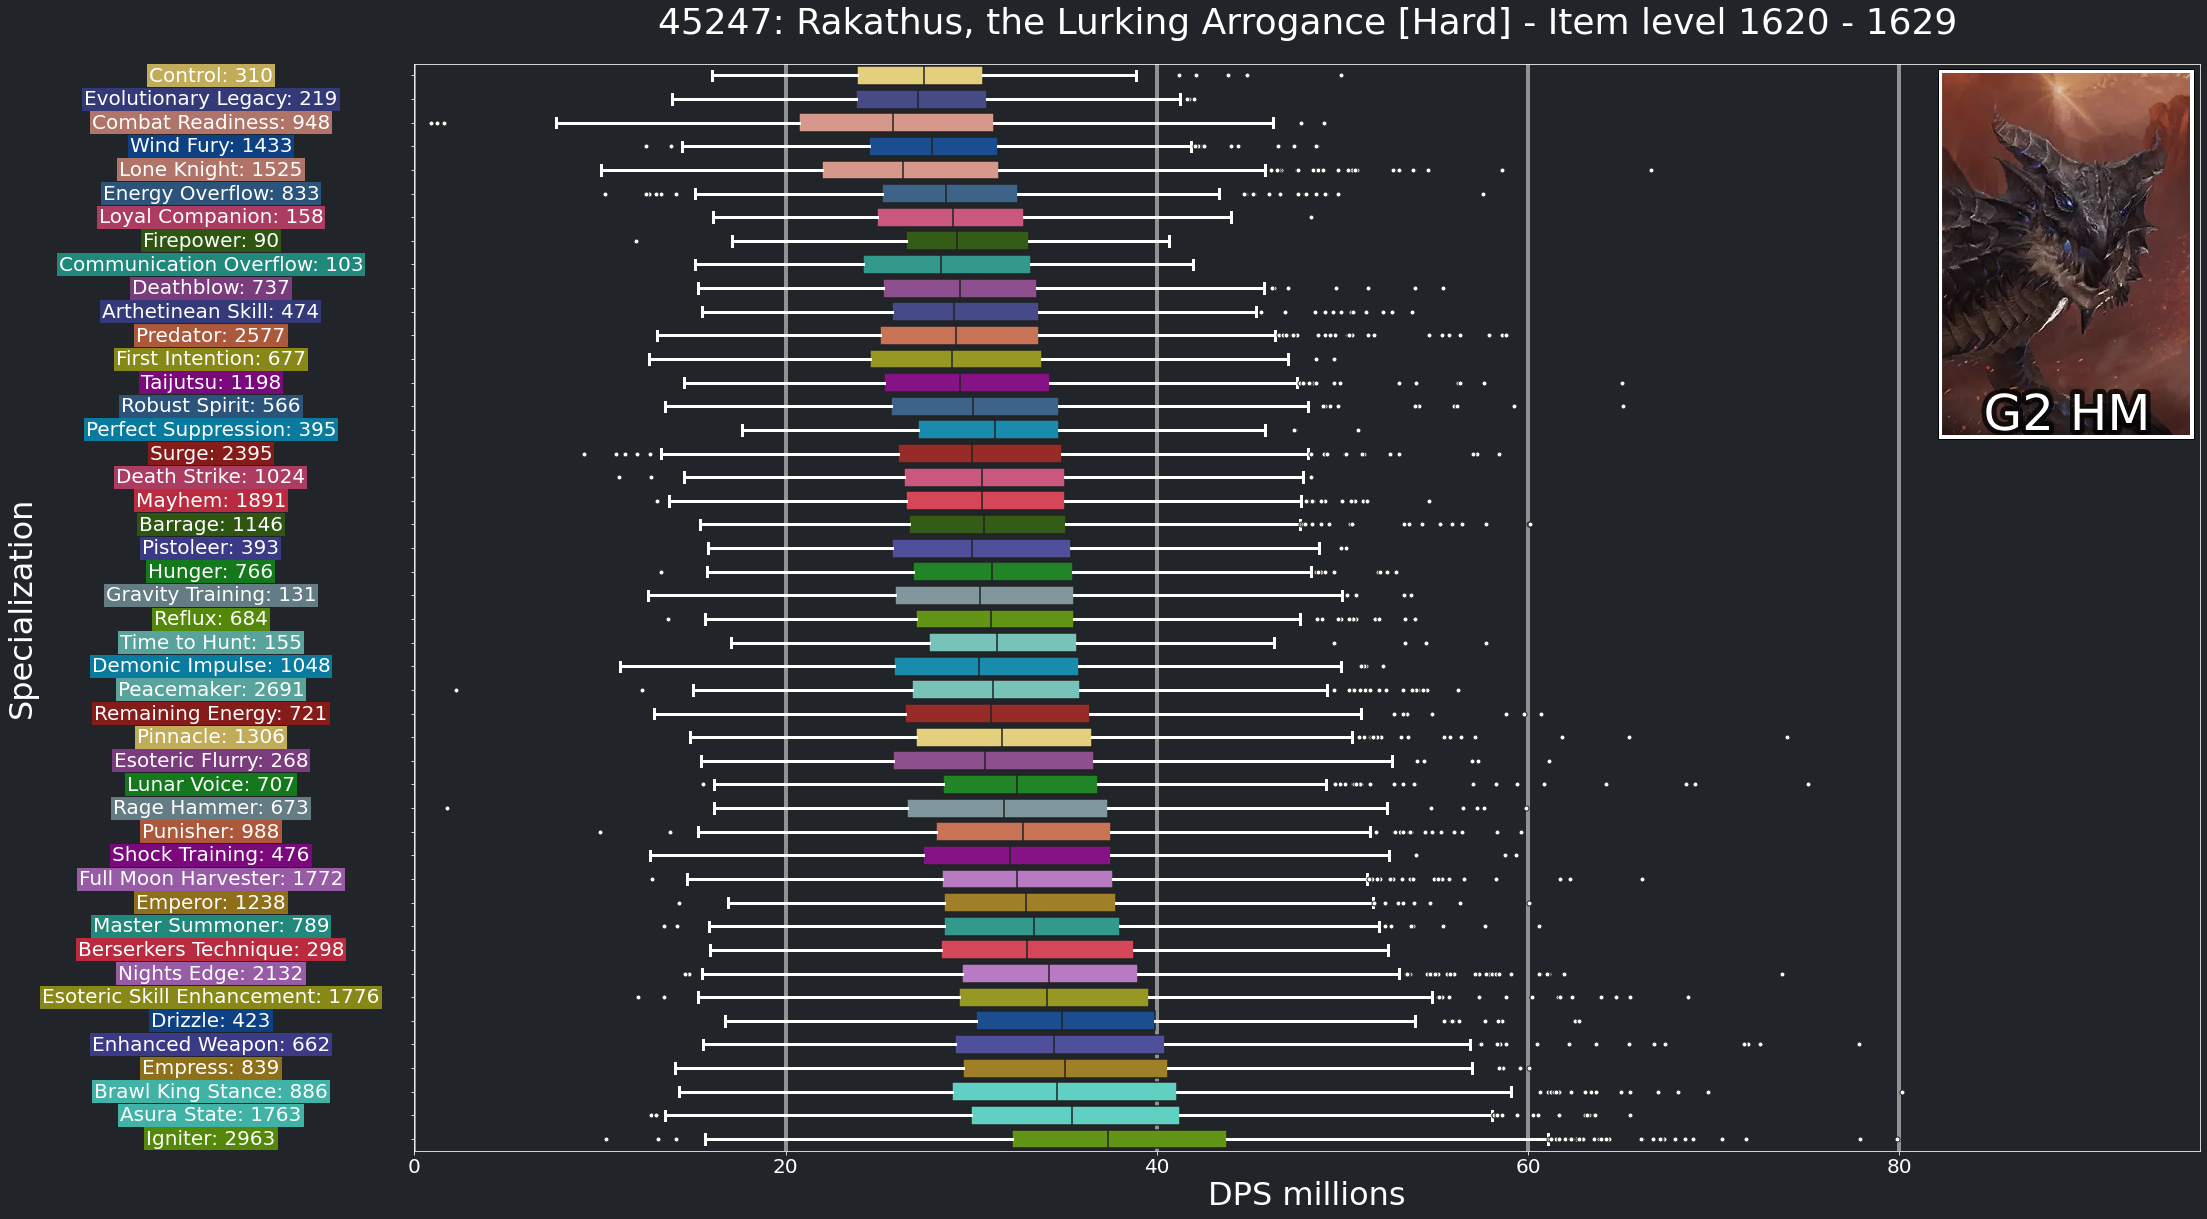 45247: Rakathus, the Lurking Arrogance [Hard] - Item level 1620 - 1629
Control: 310
Evolutionary Legacy: 219
Combat Readiness: 948
Wind Fury: 1433
Lone Knight: 1525
Energy Overflow: 833
Loyal Companion: 158
Firepower: 90
Communication Overflow: 103
Deathblow: 737
Arthetinean Skill: 474
Predator: 2577
First Intention: 677
Taijutsu: 1198
Robust Spirit: 566
Perfect Suppression: 395
Surge: 2395
Death Strike: 1024
Mayhem: 1891
Barrage: 1146
Pistoleer: 393
Hunger: 766
Gravity Training: 131
Reflux: 684
Time to Hunt: 155
Demonic Impulse: 1048
Peacemaker: 2691
Remaining Energy: 721
Pinnacle: 1306
Esoteric Flurry: 268
Lunar Voice: 707
Rage Hammer: 673
Punisher: 988
Shock Training: 476
Full Moon Harvester: 1772
Emperor: 1238
Master Summoner: 789
Berserkers Technique: 298
Nights Edge: 2132
Esoteric Skill Enhancement: 1776
Drizzle: 423
Enhanced Weapon: 662
Empress: 839
Brawl King Stance: 886
Asura State: 1763
Igniter: 2963
Specialization
G2 HM
0 20 40 60 80
DPS millions